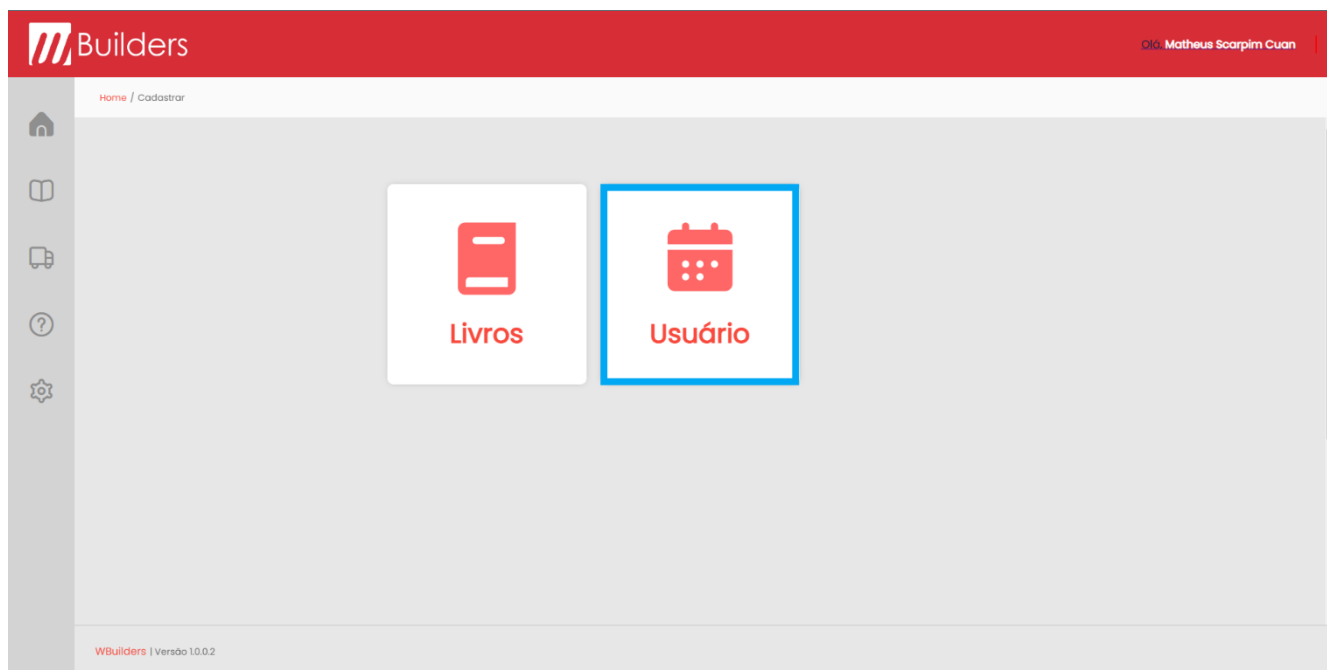 Builders
Olá, Matheus Scarpim Cuan
Home / Cadastrar
Livros
Usuário
WBuilders | Versão 1.0.0.2